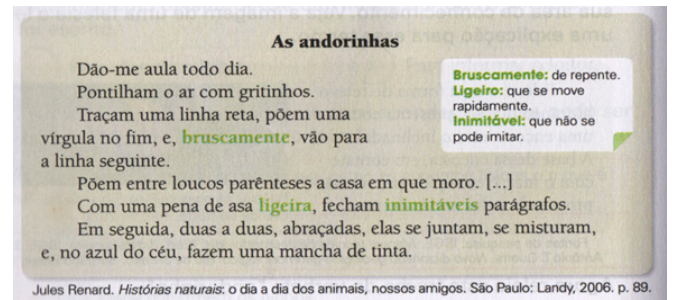 As andorinhas
Dão-me aula todo dia.
Pontilham o ar com gritinhos.
Traçam uma linha reta, põem uma
vírgula no fim, e, bruscamente, vão para
a linha seguinte.
Põem entre loucos parênteses a casa em que moro. [...]
Com uma pena de asa ligeira, fecham inimitáveis parágrafos.
Em seguida, duas a duas, abraçadas, elas se juntam, se misturam,
e, no azul do céu, fazem uma mancha de tinta.
Bruscamente: de repente.
Ligeiro: que se move
rapidamente.
Inimitável: que não se
pode imitar.
Jules Renard. Histórias naturais: o dia a dia dos animais, nossos amigos. São Paulo: Landy, 2006. p. 89.